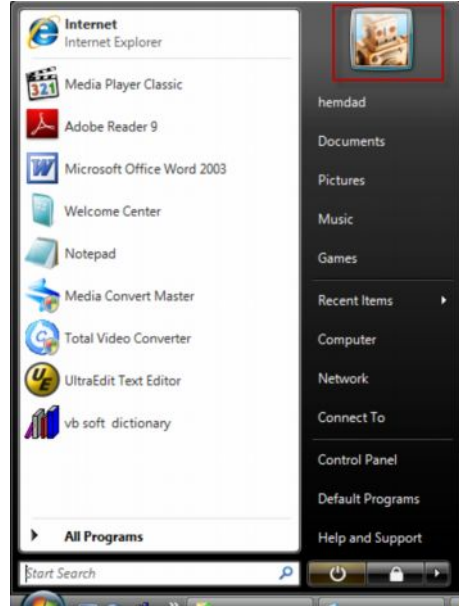 Internet
Internet Explorer
Media Player Classic
Adobe Reader 9
Microsoft Office Word 2003
Welcome Center
Notepad
Media Convert Master
Total Video Converter
UltraEdit Text Editor
vb soft dictionary
All Programs
Start Search
hemdad
Documents
Pictures
Music
Games
Recent Items
Computer
Network
Connect To
Control Panel
Default Programs
Help and Support